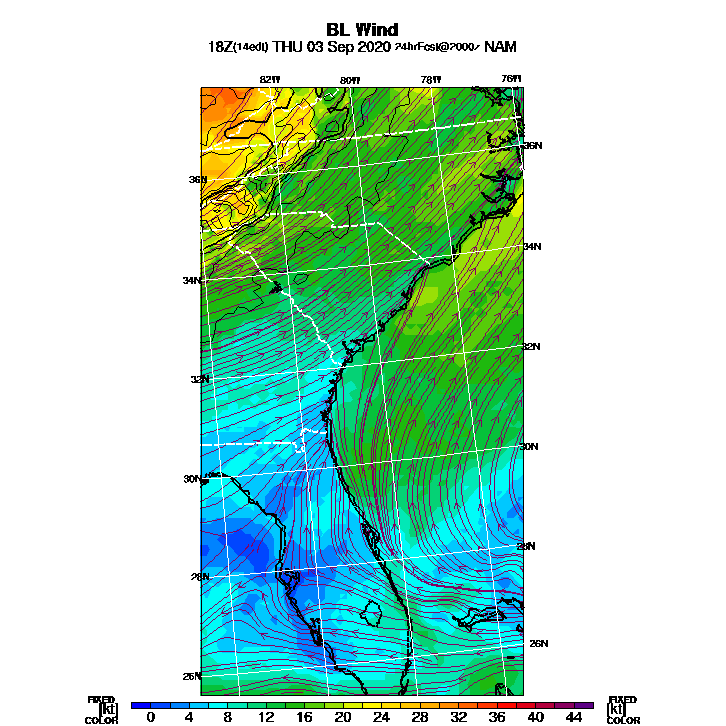 BL Wind
18Z(14edt) THU 03 Sep 2020 24hrFcst@2000z NAM
82W 80W 78W 76W
36N
36N
34N
34N
32N
32N
30N
30N
28N
28N
26N
26N
FIXED FIXED
[kt] 0 4 8 12 16 20 24 28 32 36 40 44 [kt]
COLOR COLOR